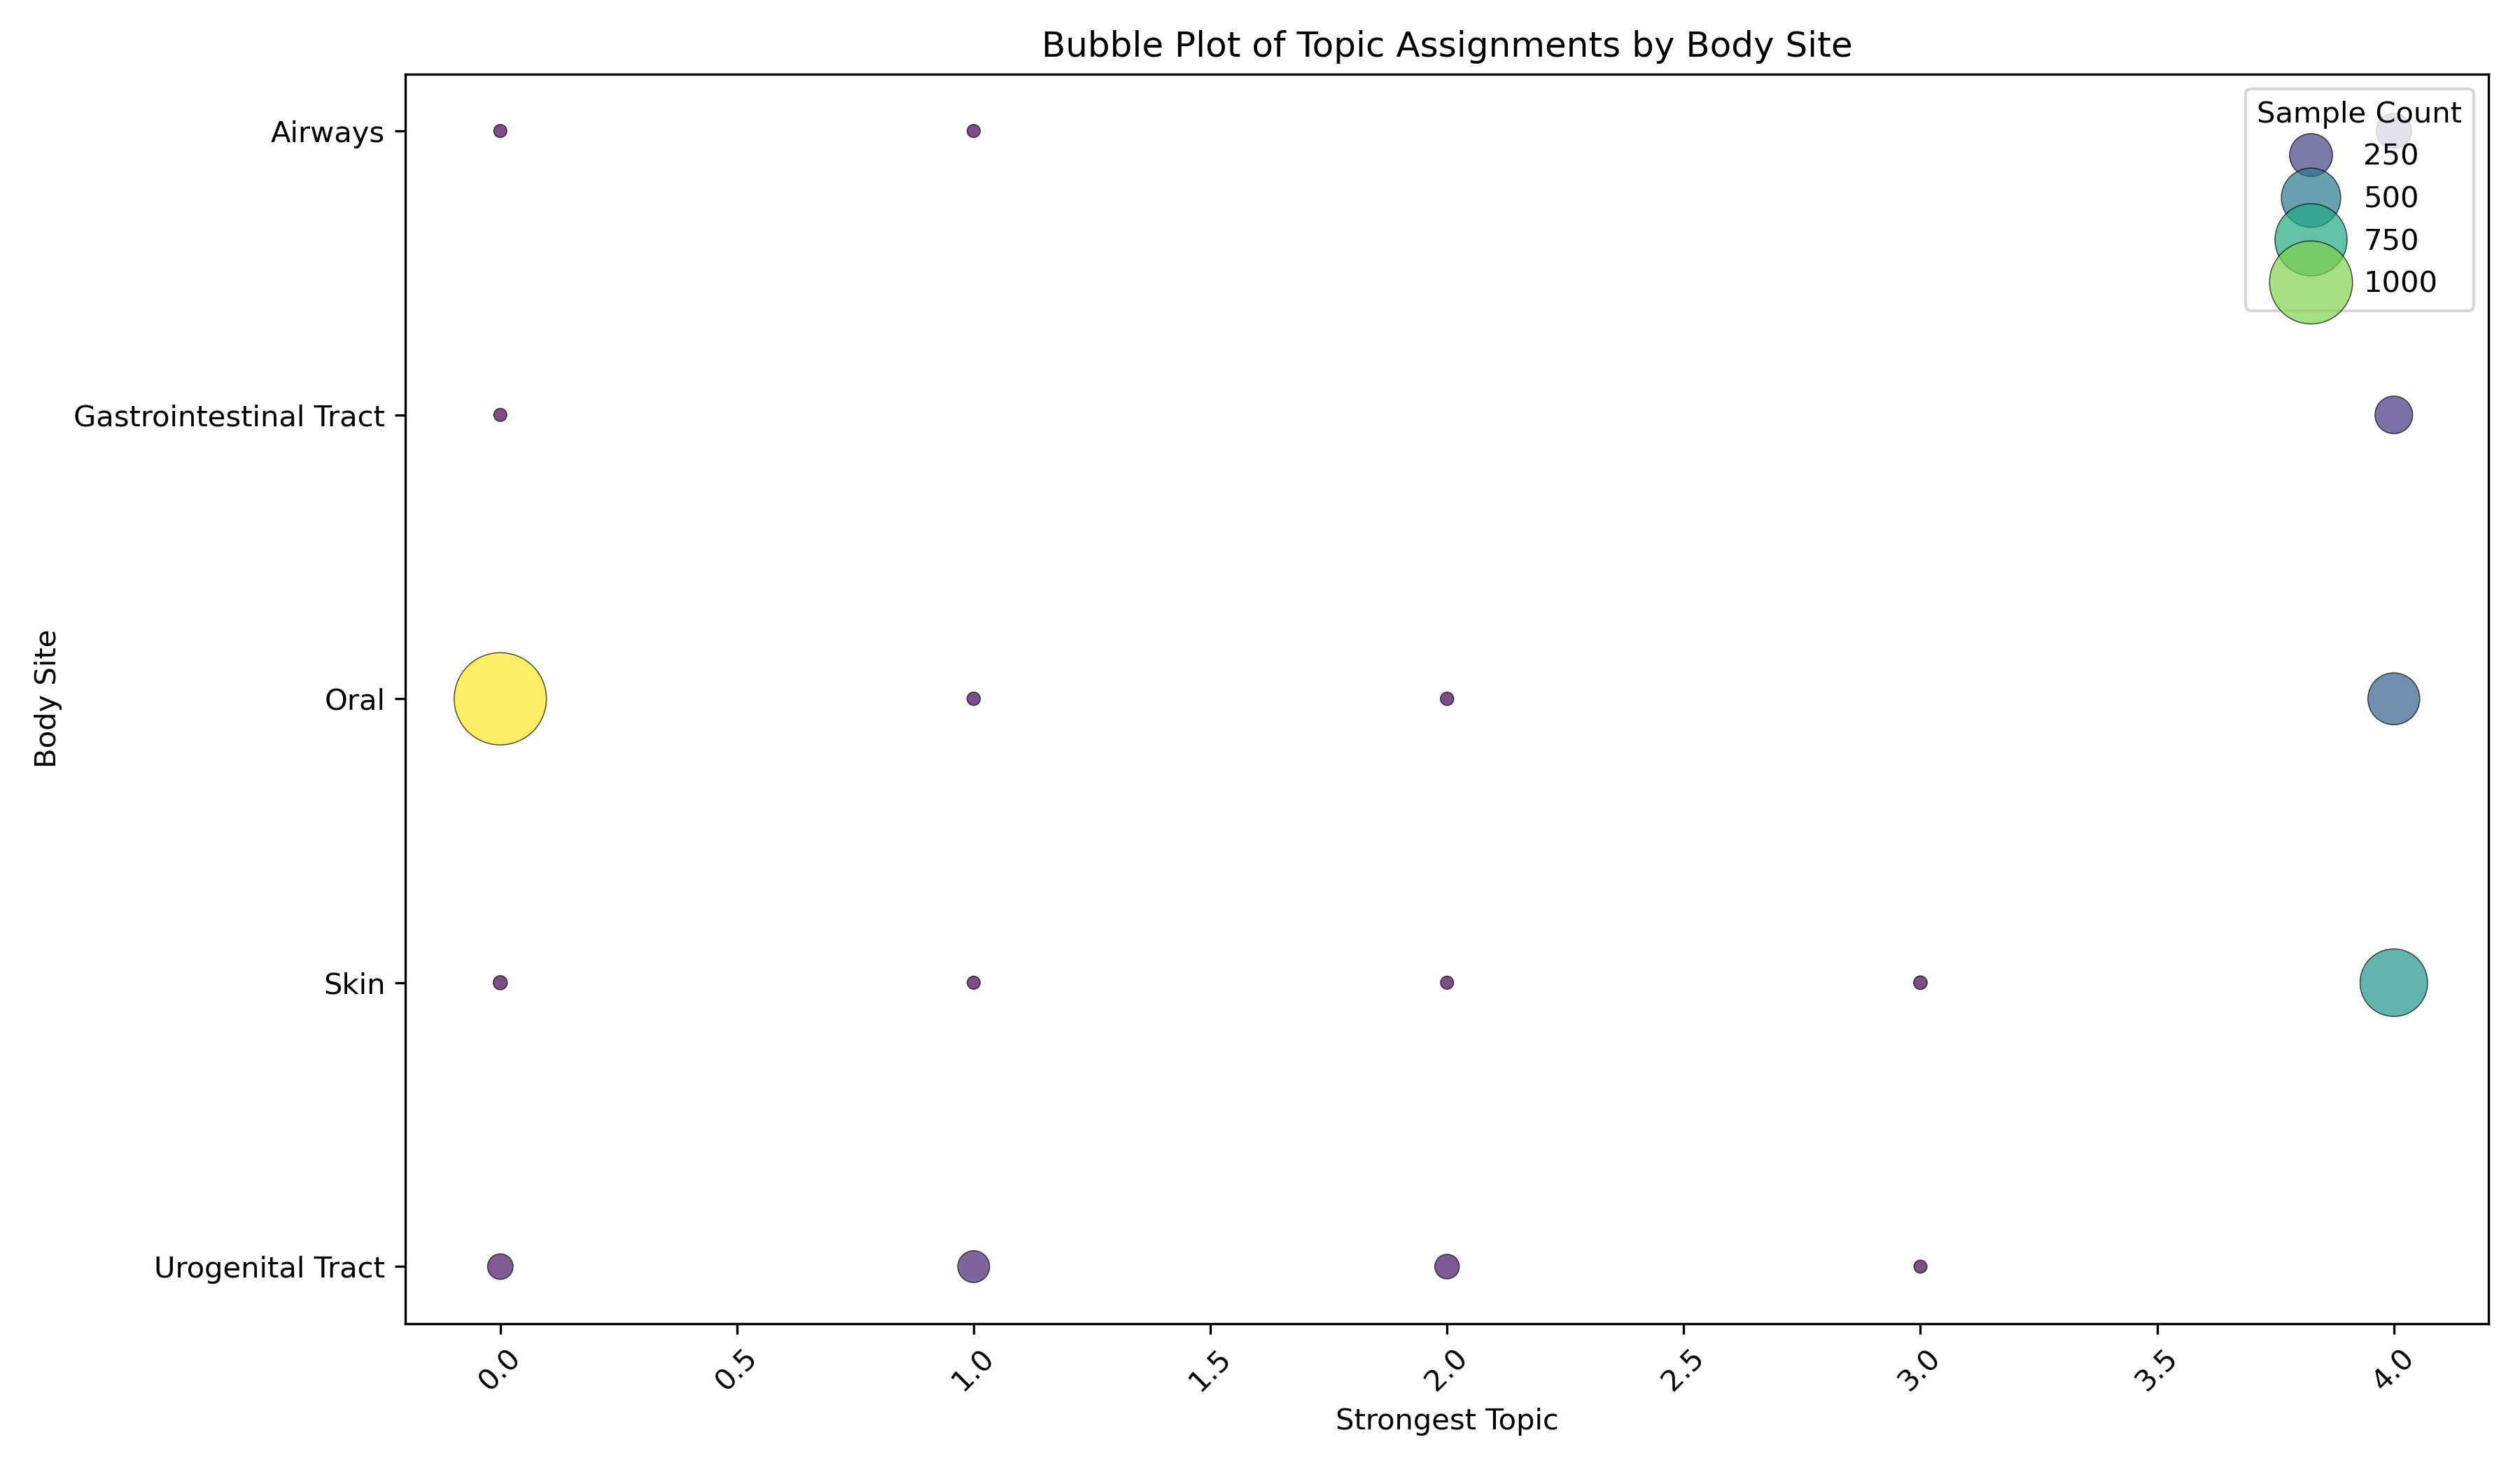 Bubble Plot of Topic Assignments by Body Site
Sample Count
250
500
750
1000
Body Site
Airways
Gastrointestinal Tract
Oral
Skin
Urogenital Tract
0.0
0.5
1.0
1.5
2.0
2.5
3.0
3.5
4.0
Strongest Topic